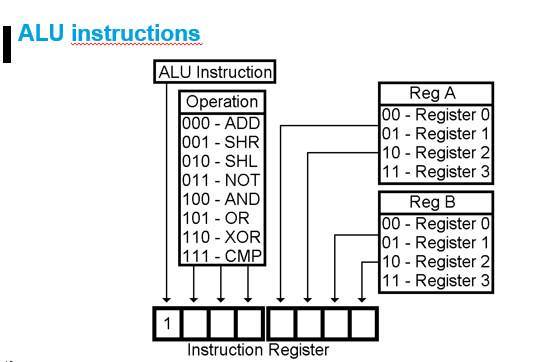 ALU instructions
ALU Instruction
Operation
000 - ADD
001 - SHR
010 - SHL
011 - NOT
100 - AND
101 - OR
110 - XOR
111 - CMP
Reg A
00 - Register 0
01 - Register 1
10 - Register 2
11 - Register 3
Reg B
00 - Register 0
01 - Register 1
10 - Register 2
11 - Register 3
1
Instruction Register